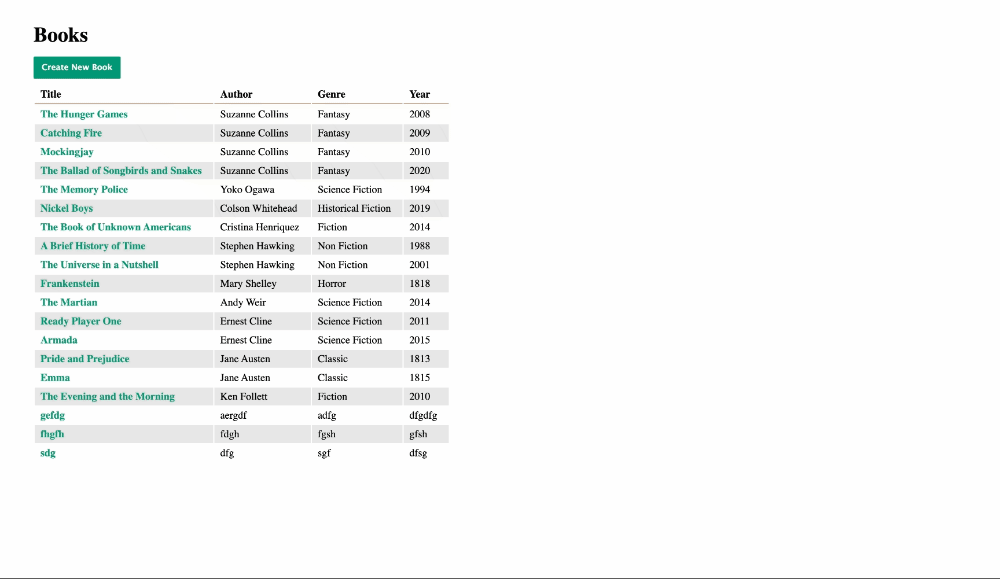 Books
Create New Book
Title Author Genre Year
The Hunger Games Suzanne Collins Fantasy 2008
Catching Fire Suzanne Collins Fantasy 2009
Mockingjay Suzanne Collins Fantasy 2010
The Ballad of Songbirds and Snakes Suzanne Collins Fantasy 2020
The Memory Police Yoko Ogawa Science Fiction 1994
Nickel Boys Colson Whitehead Historical Fiction 2019
The Book of Unknown Americans Cristina Henriquez Fiction 2014
A Brief History of Time Stephen Hawking Non Fiction 1988
The Universe in a Nutshell Stephen Hawking Non Fiction 2001
Frankenstein Mary Shelley Horror 1818
The Martian Andy Weir Science Fiction 2014
Ready Player One Ernest Cline Science Fiction 2011
Armada Ernest Cline Science Fiction 2015
Pride and Prejudice Jane Austen Classic 1813
Emma Jane Austen Classic 1815
The Evening and the Morning Ken Follett Fiction 2010
gefdg aergdf adfg dfgdfg
fhgfh fdgh fgsh gfsh
sdg dfg sgf dfsg